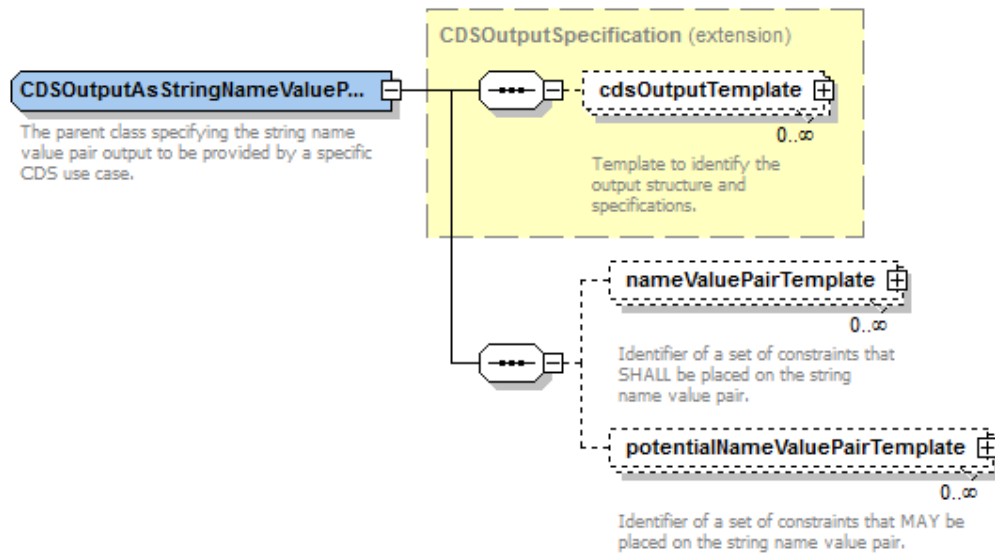 CDSOutputSpecification (extension)
CDSOutputAsStringNameValueP...
The parent class specifying the string name
value pair output to be provided by a specific
CDS use case.
cdsOutputTemplate
0..∞
Template to identify the
output structure and
specifications.
nameValuePairTemplate
0..∞
Identifier of a set of constraints that
SHALL be placed on the string
name value pair.
potentialNameValuePairTemplate
0..∞
Identifier of a set of constraints that MAY be
placed on the string name value pair.